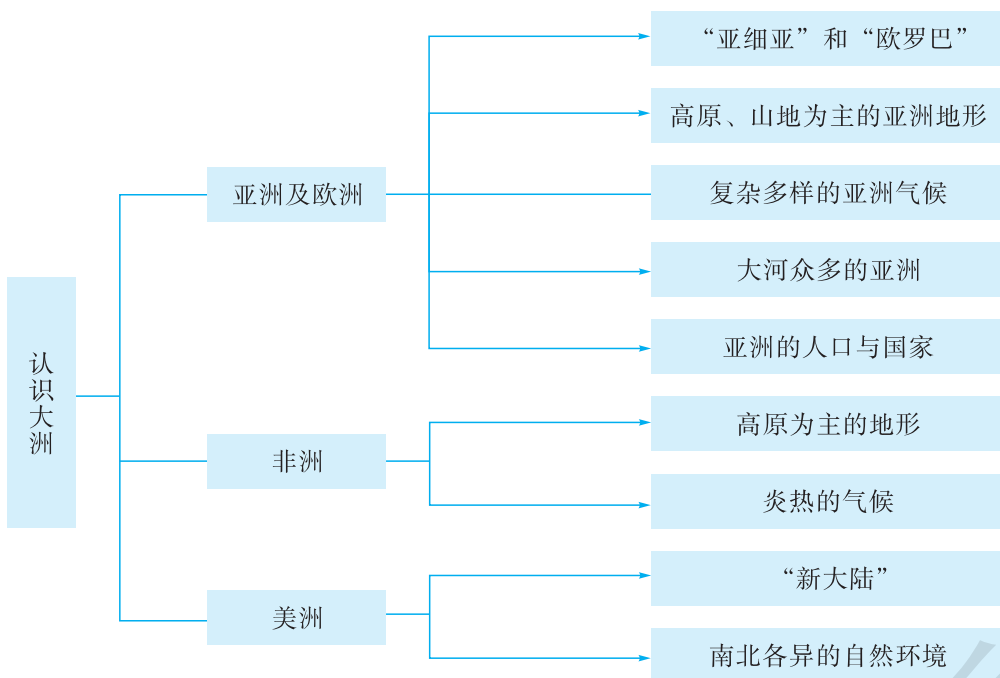 认识大洲
亚洲及欧洲
“亚细亚”和“欧罗巴”
高原、山地为主的亚洲地形
复杂多样的亚洲气候
大河众多的亚洲
亚洲的人口与国家
非洲
高原为主的地形
炎热的气候
美洲
“新大陆”
南北各异的自然环境